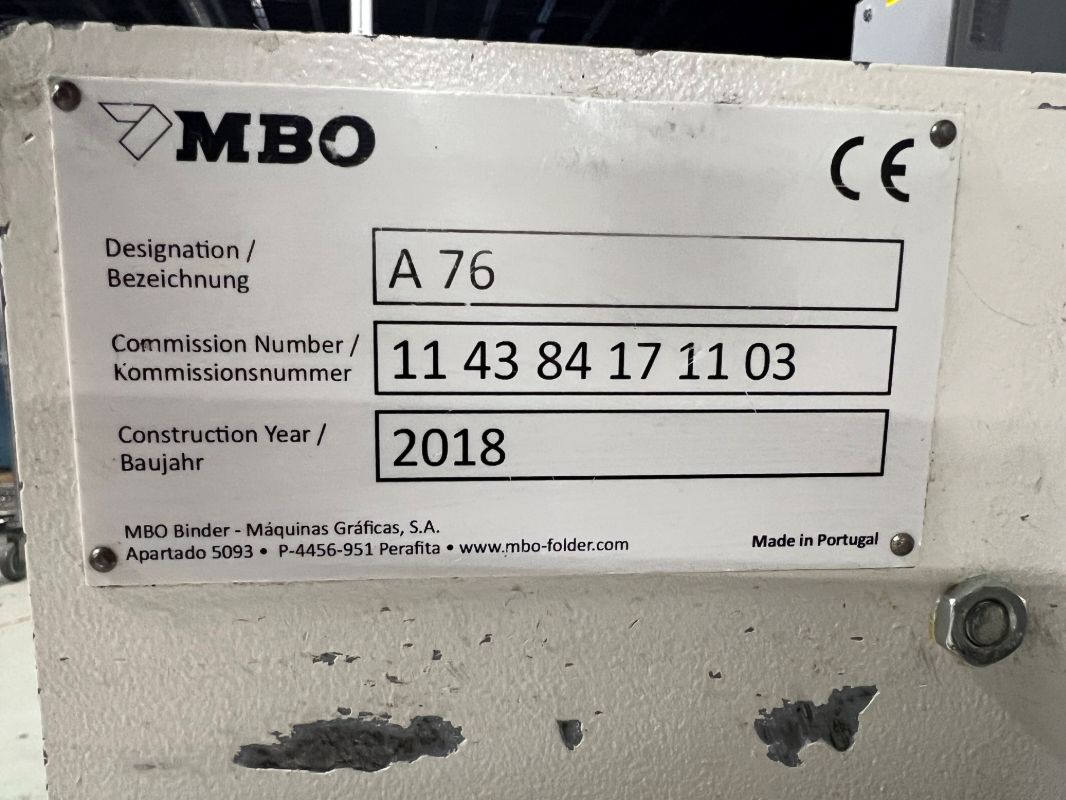 MBO
CE
Designation /
Bezeichnung
A 76
Commission Number /
Kommissionsnummer
11 43 84 17 11 03
Construction Year /
Baujahr
2018
MBO Binder - Máquinas Gráficas, S.A.
Apartado 5093 • P-4456-951 Perafita • www.mbo-folder.com
Made in Portugal